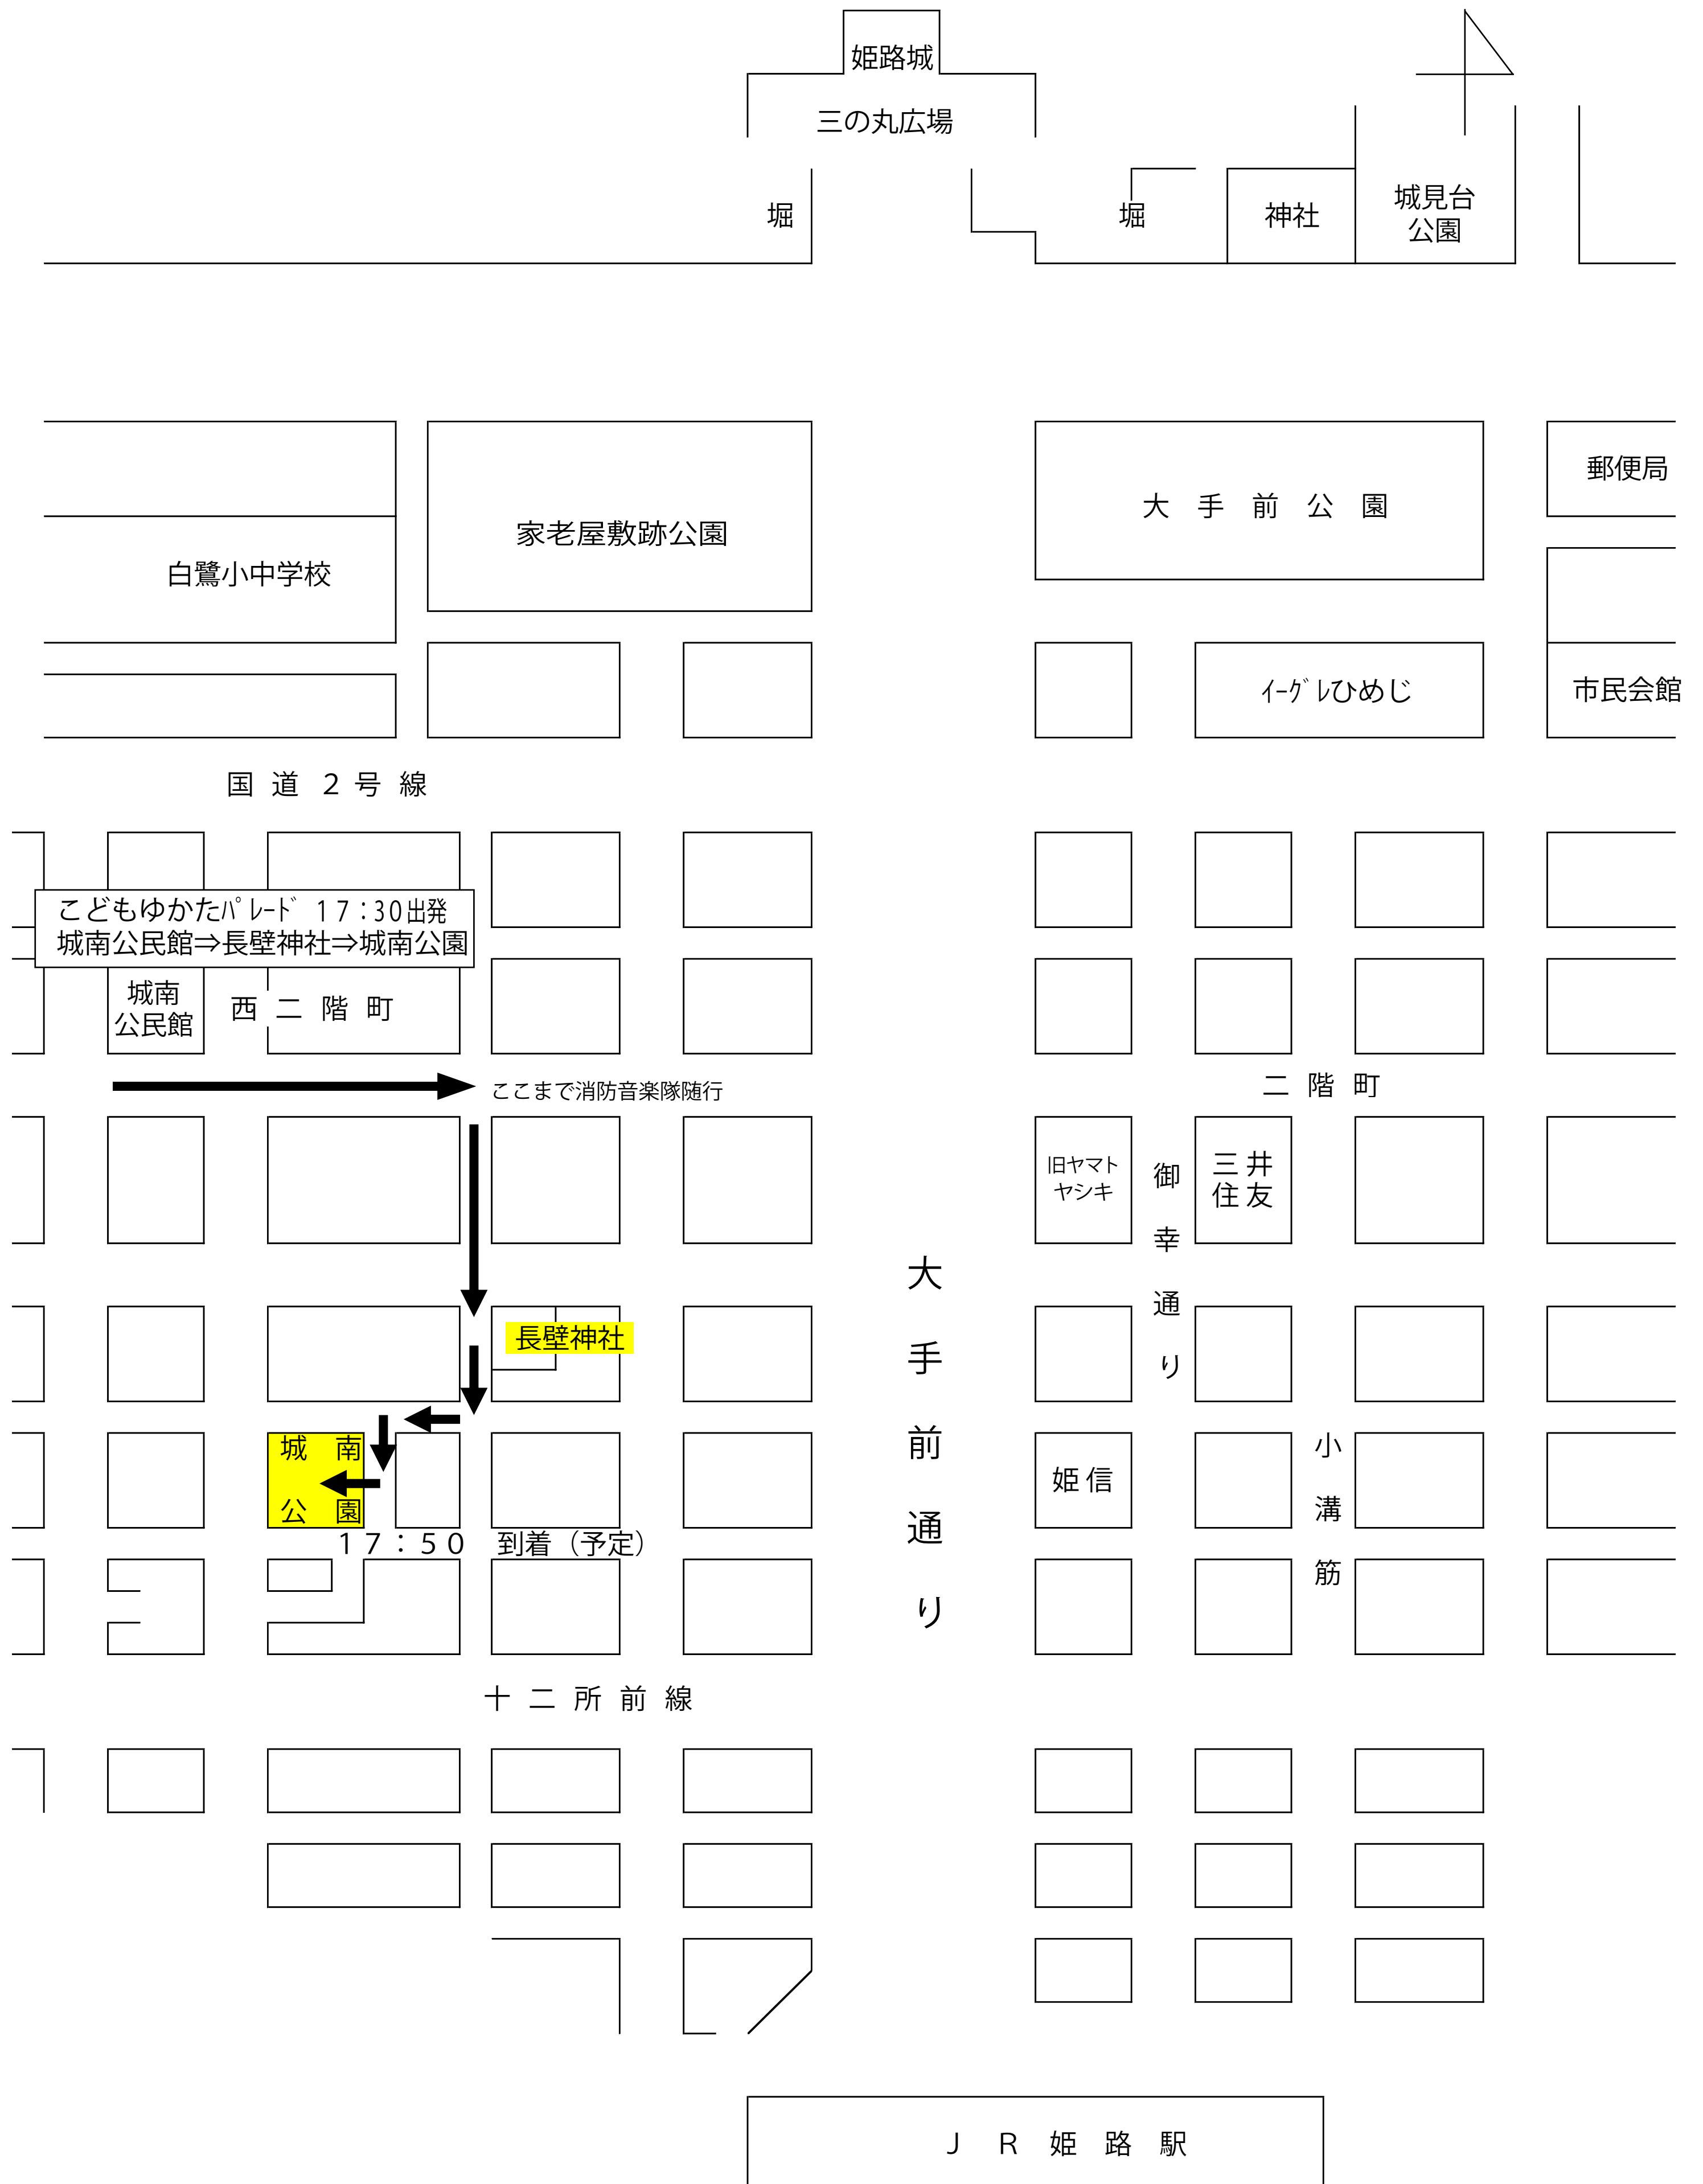 姫路城
三の丸広場
堀
堀
神社
城見台
公園
郵便局
大手前公園
家老屋敷跡公園
白鷺小中学校
ｲｰｸﾞﾚひめじ
市民会館
国道２号線
こどもゆかたﾊﾟﾚｰﾄﾞ １７：３０出発
城南公民館⇒長壁神社⇒城南公園
城南
公民館
西二階町
ここまで消防音楽隊随行
二階町
旧ヤマト
ヤシキ
御幸通り
三井
住友
大手前通り
長壁神社
城南
公園
姫信
小溝筋
１７：５０ 到着（予定）
十二所前線
ＪＲ姫路駅